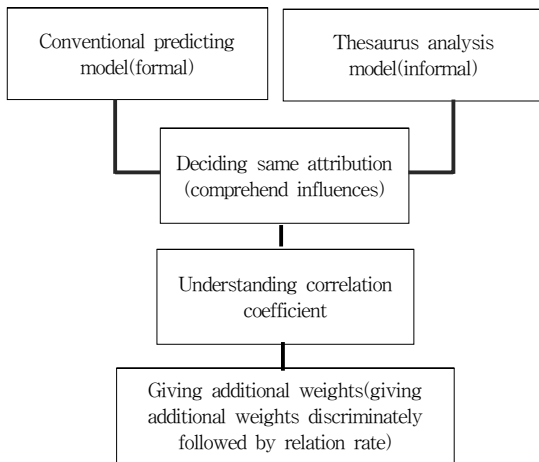 Conventional predicting
model(formal)
Thesaurus analysis
model(informal)
Deciding same attribution
(comprehend influences)
Understanding correlation
coefficient
Giving additional weights(giving
additional weights discriminately
followed by relation rate)